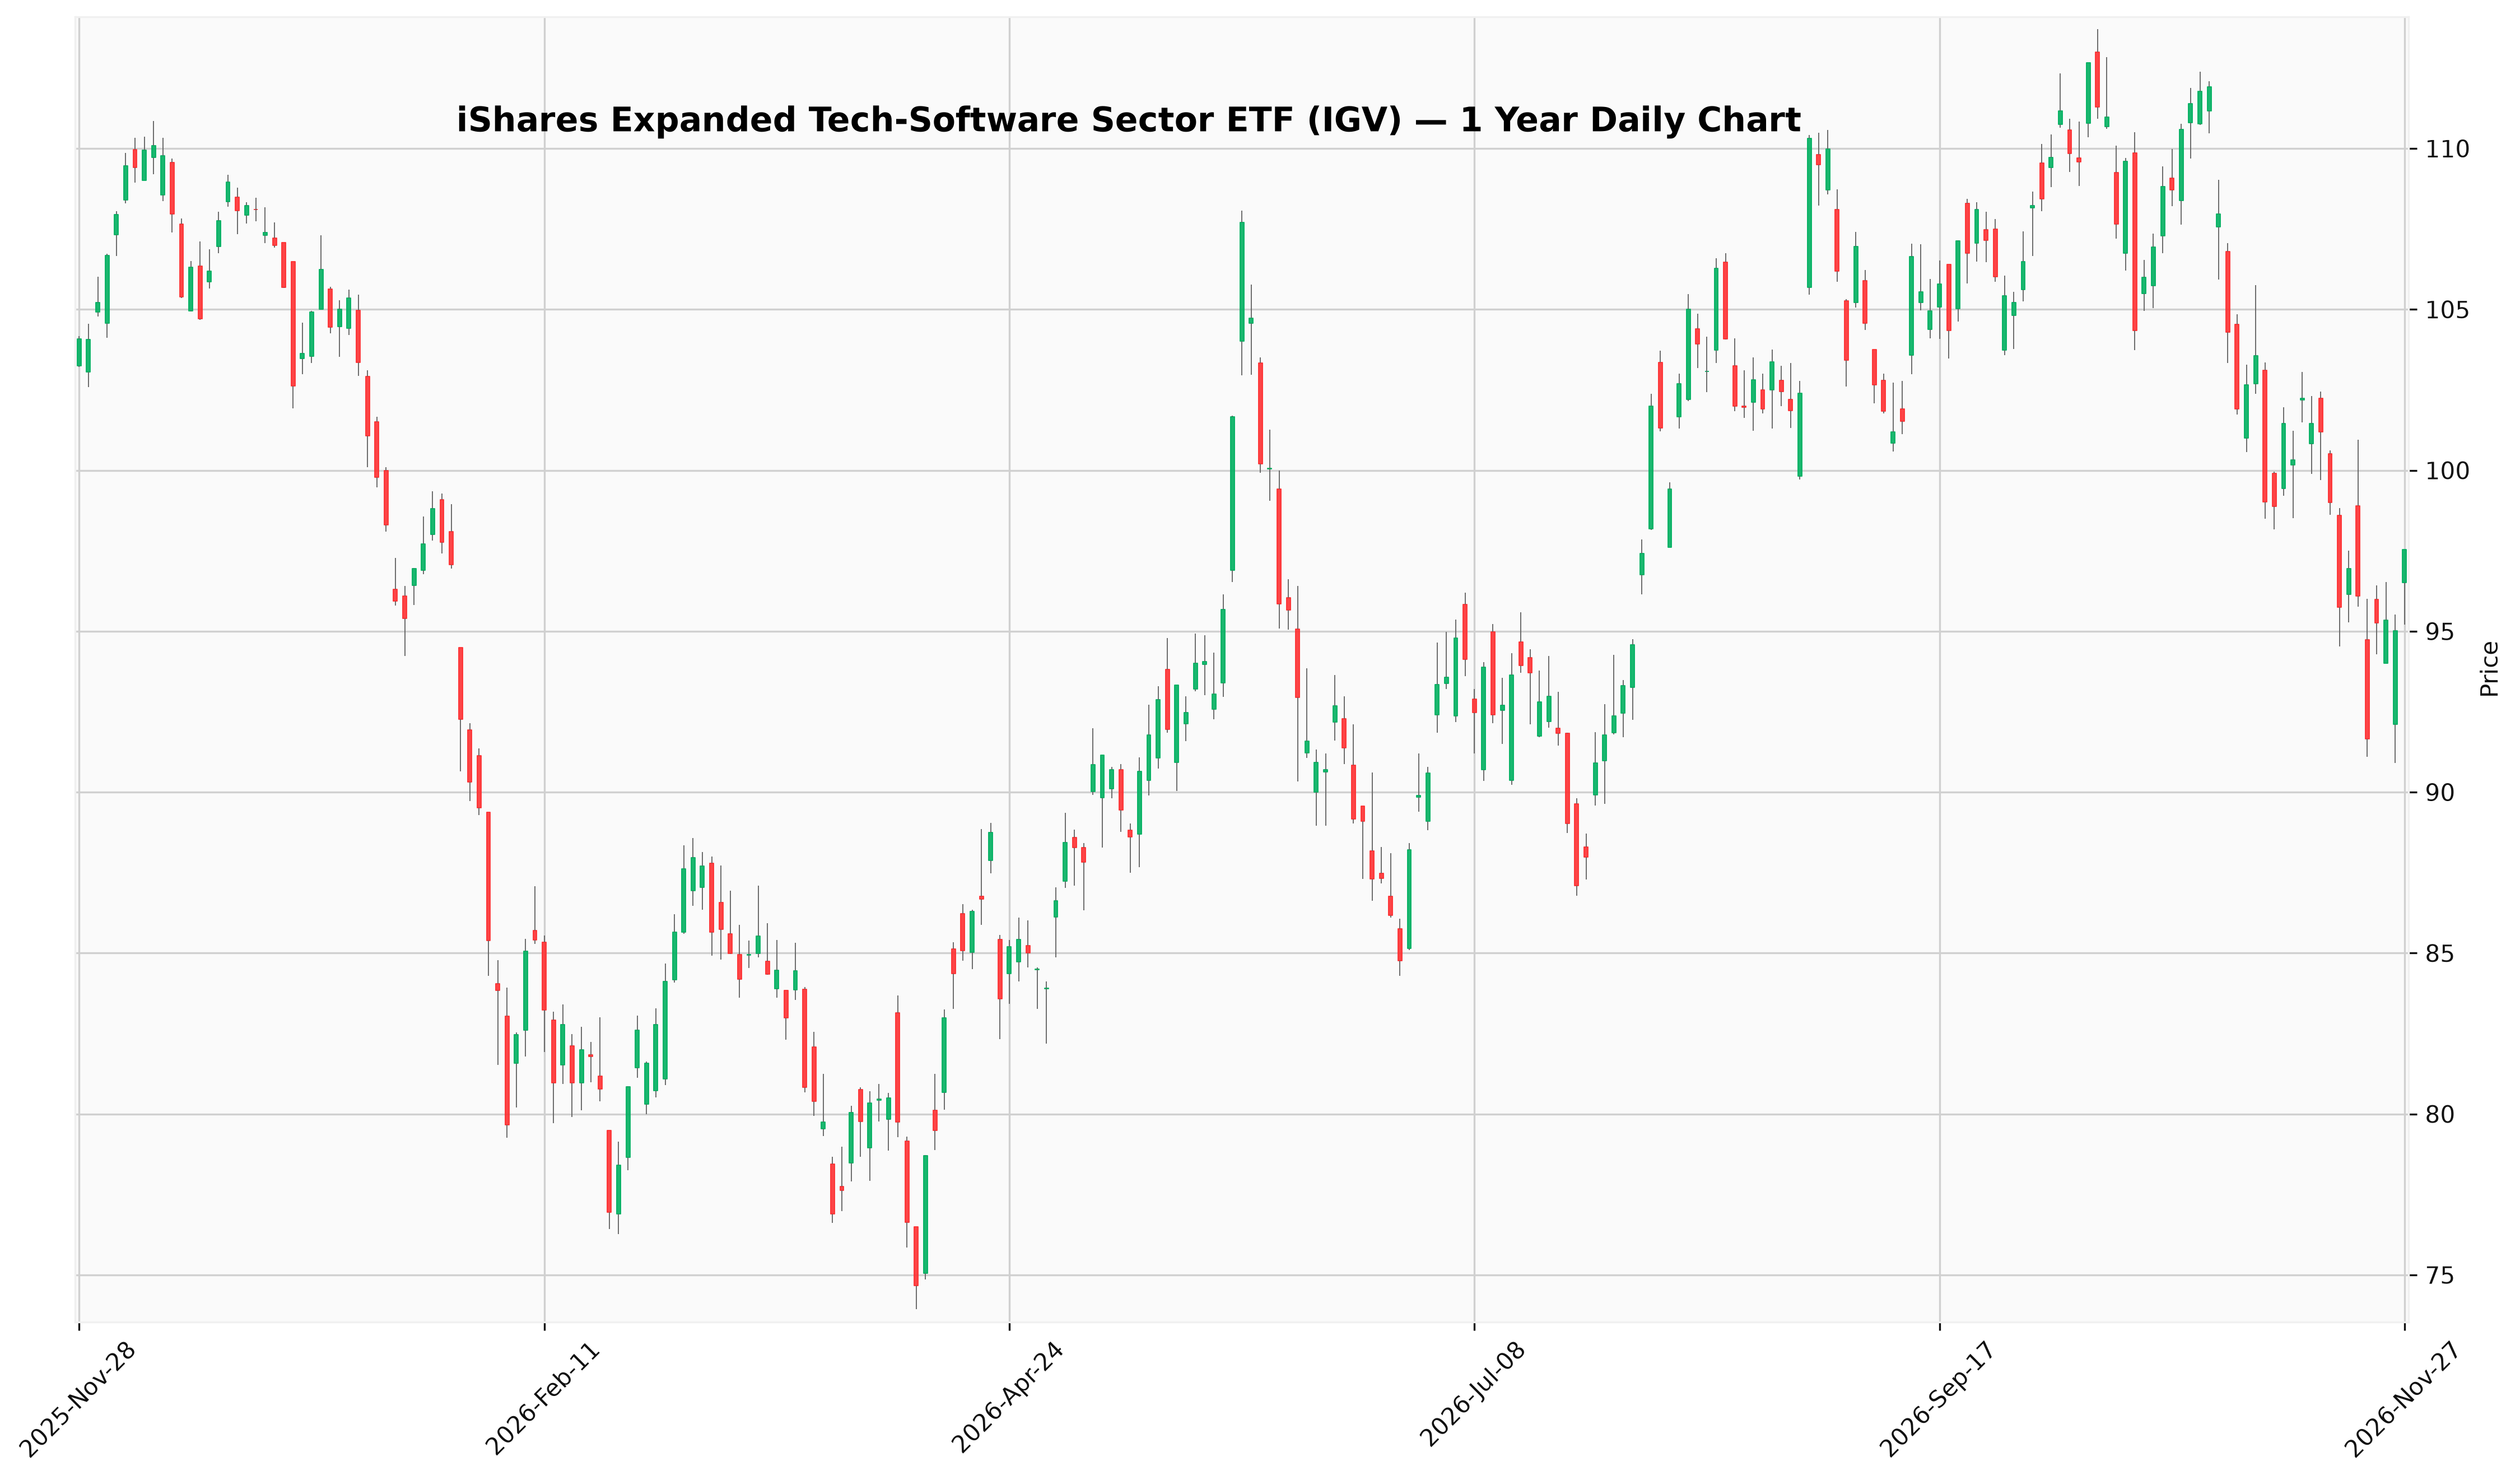 iShares Expanded Tech-Software Sector ETF (IGV) — 1 Year Daily Chart
110
105
100
95
90
85
80
75
Price
2025-Nov-28
2026-Feb-11
2026-Apr-24
2026-Jul-08
2026-Sep-17
2026-Nov-27